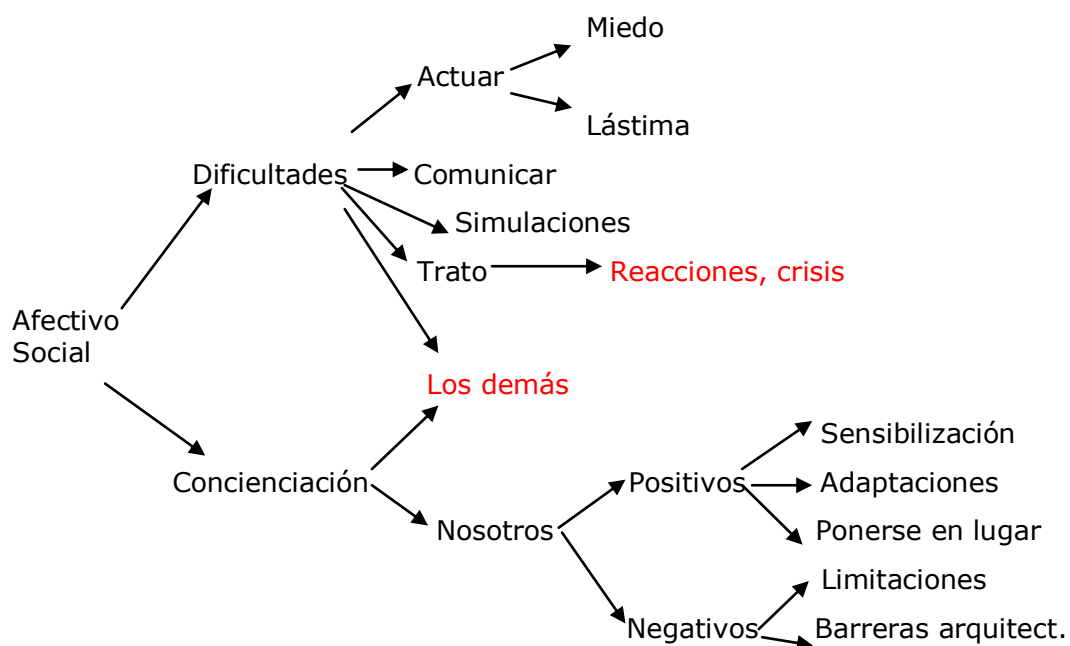 Miedo
Actuar
Lástima
Dificultades
Comunicar
Simulaciones
Trato
Reacciones, crisis
Afectivo
Social
Los demás
Sensibilización
Concienciación
Positivos
Adaptaciones
Nosotros
Ponerse en lugar
Limitaciones
Negativos
Barreras arquitect.